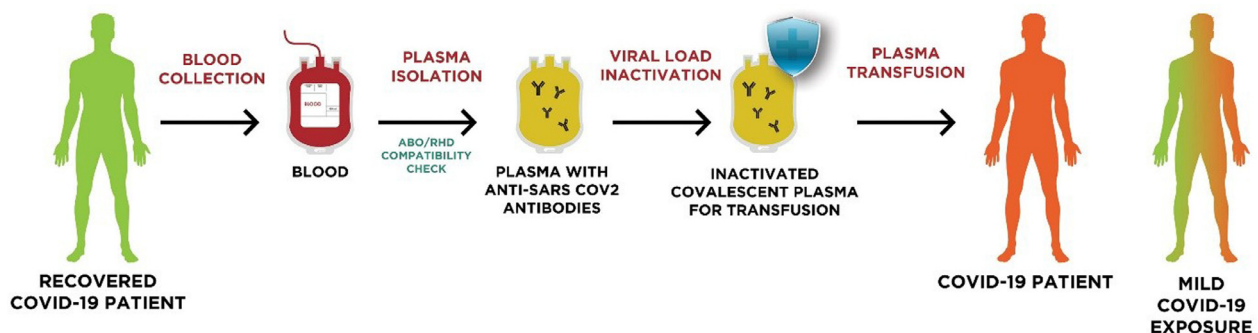 BLOOD
COLLECTION
PLASMA
ISOLATION
VIRAL LOAD
INACTIVATION
PLASMA
TRANSFUSION
BLOOD
ABO/RHD
COMPATIBILITY
CHECK
BLOOD
PLASMA WITH
ANTI-SARS COV2
ANTIBODIES
INACTIVATED
COVALESCENT PLASMA
FOR TRANSFUSION
RECOVERED
COVID-19 PATIENT
COVID-19 PATIENT
MILD
COVID-19
EXPOSURE